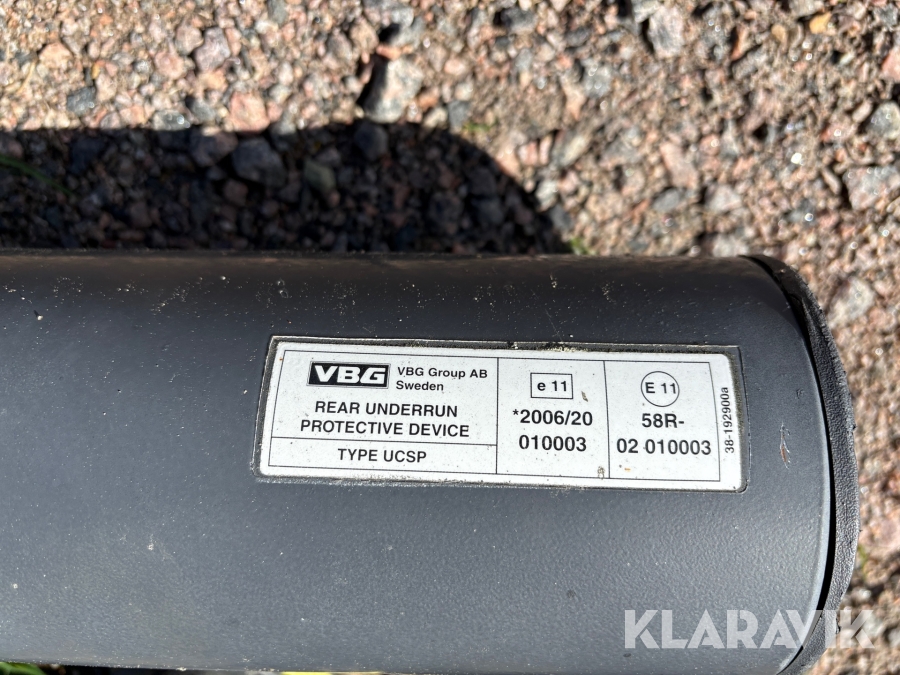 VBG
VBG Group AB
Sweden
REAR UNDERRUN
PROTECTIVE DEVICE
TYPE UCSP
e 11
*2006/20
010003
E 11
58R-
02 010003
38-192900a
KLARAVIK